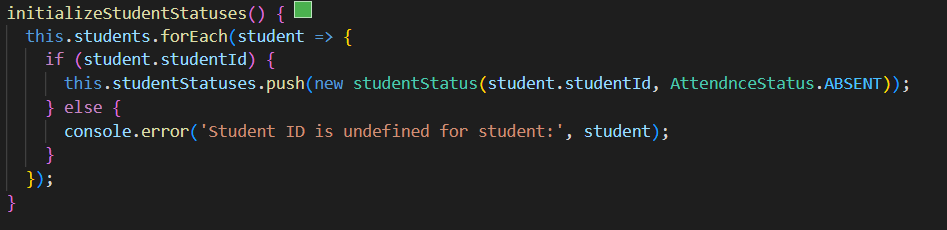 initializeStudentStatuses() {
  this.students.forEach(student => {
    if (student.studentId) {
      this.studentStatuses.push(new studentStatus(student.studentId, AttendnceStatus.ABSENT));
    } else {
      console.error('Student ID is undefined for student:', student);
    }
  });
}